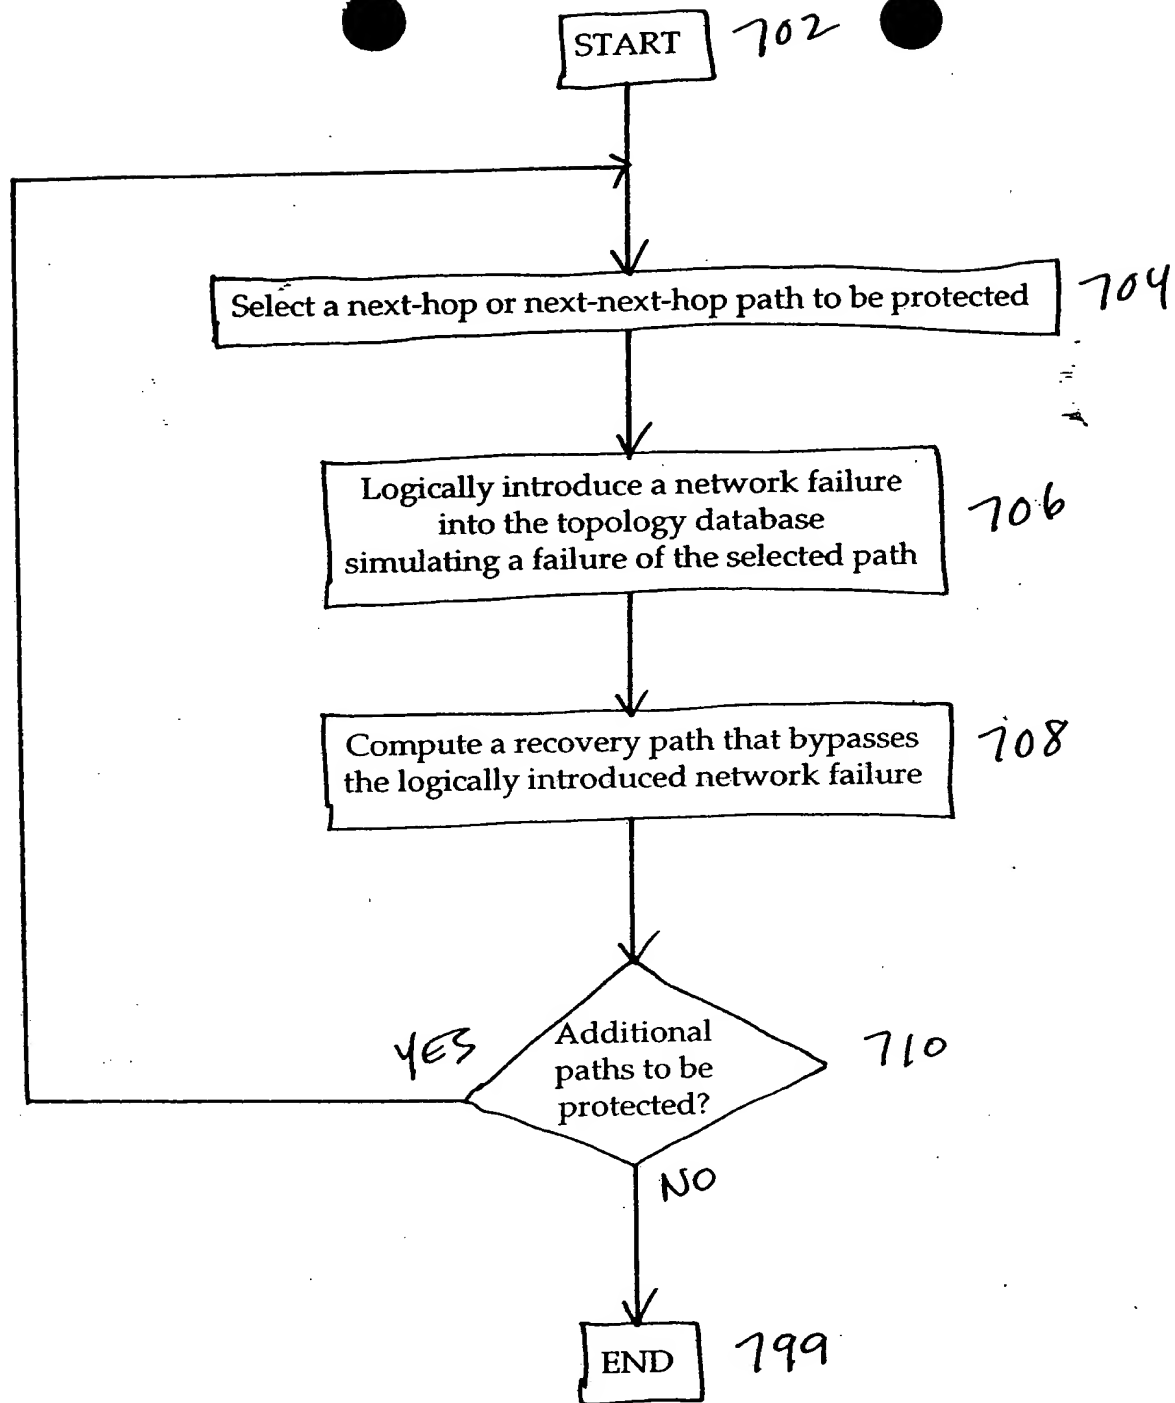 START 702
Select a next-hop or next-next-hop path to be protected 704
Logically introduce a network failure
into the topology database
simulating a failure of the selected path
706
Compute a recovery path that bypasses
the logically introduced network failure
708
YES
Additional
paths to be
protected?
710
NO
END 799